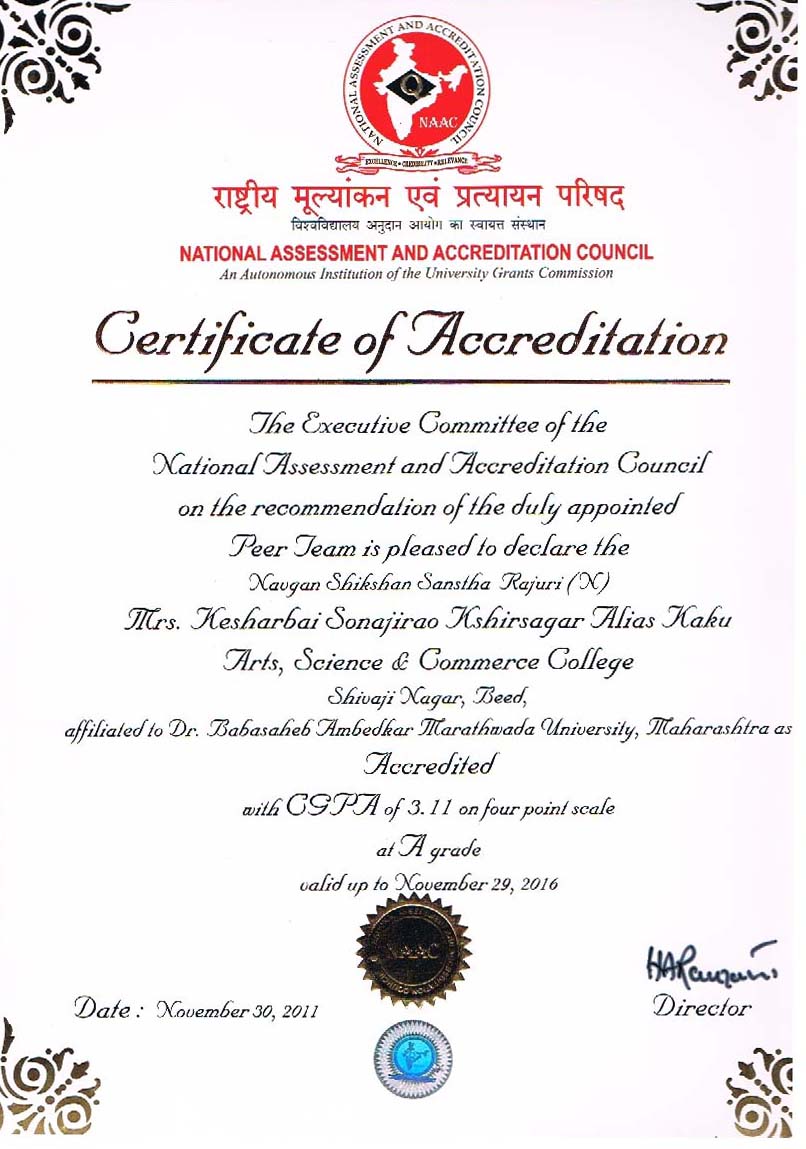 NATIONAL ASSESSMENT AND ACCREDITATION COUNCIL
Q
NAAC
EXCELLENCE • CREDIBILITY • RELEVANCE
राष्ट्रीय मूल्यांकन एवं प्रत्यायन परिषद
विश्वविद्यालय अनुदान आयोग का स्वायत्त संस्थान
NATIONAL ASSESSMENT AND ACCREDITATION COUNCIL
An Autonomous Institution of the University Grants Commission
Certificate of Accreditation
The Executive Committee of the
National Assessment and Accreditation Council
on the recommendation of the duly appointed
Peer Team is pleased to declare the
Navgan Shikshan Sanstha Rajuri (N)
Mrs. Kesharbai Sonajirao Kshirsagar Alias Kaku
Arts, Science & Commerce College
Shivaji Nagar, Beed,
affiliated to Dr. Babasaheb Ambedkar Marathwada University, Maharashtra as
Accredited
with CGPA of 3.11 on four point scale
at A grade
valid up to November 29, 2016
NAAC
Date : November 30, 2011
Director